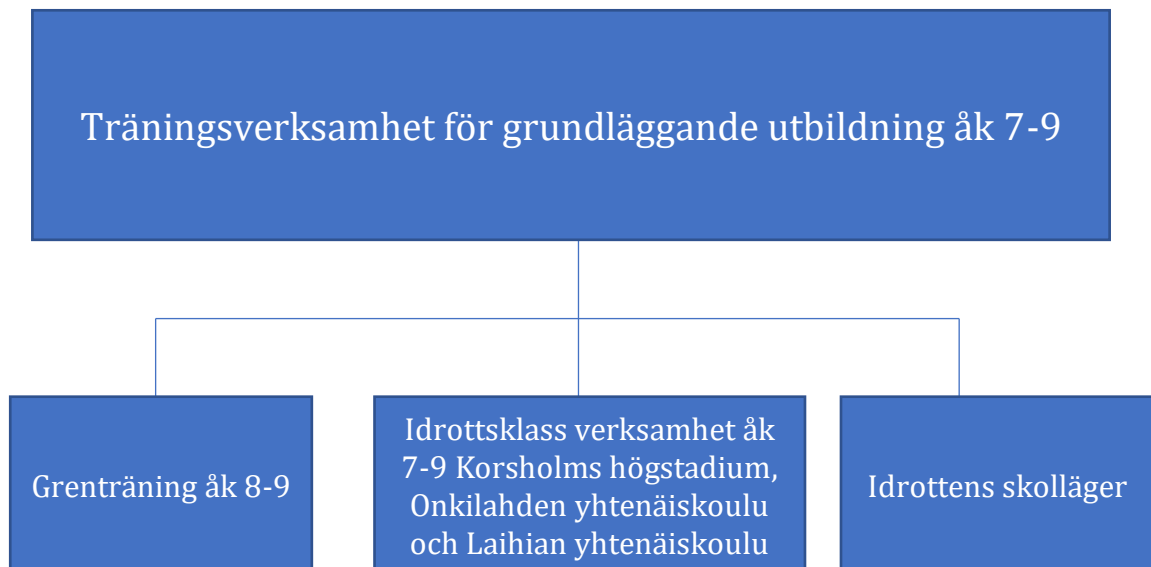 Träningsverksamhet för grundläggande utbildning åk 7-9
Grenträning åk 8-9
Idrottsklass verksamhet åk
7-9 Korsholms högstadium,
Onkilahden yhtenäiskoulu
och Laihian yhtenäiskoulu
Idrottens skolläger